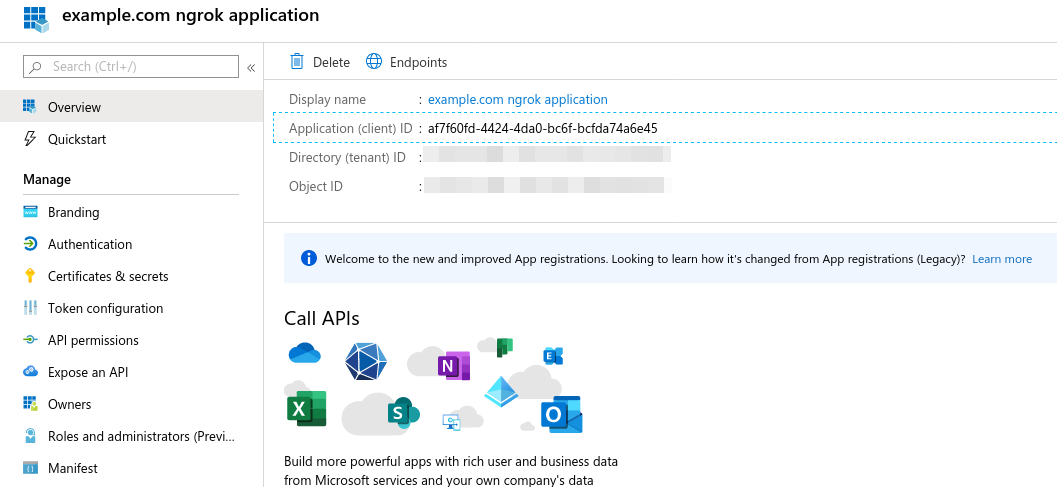 example.com ngrok application
Search (Ctrl+/)
«
Overview
Quickstart
Manage
Branding
Authentication
Certificates & secrets
Token configuration
API permissions
Expose an API
Owners
Roles and administrators (Previ...
Manifest
Delete Endpoints
Display name : example.com ngrok application
Application (client) ID : af7f60fd-4424-4da0-bc6f-bcfda74a6e45
Directory (tenant) ID :
Object ID :
Welcome to the new and improved App registrations. Looking to learn how it's changed from App registrations (Legacy)? Learn more
Call APIs
N
E
X
S
O
Build more powerful apps with rich user and business data
from Microsoft services and your own company's data